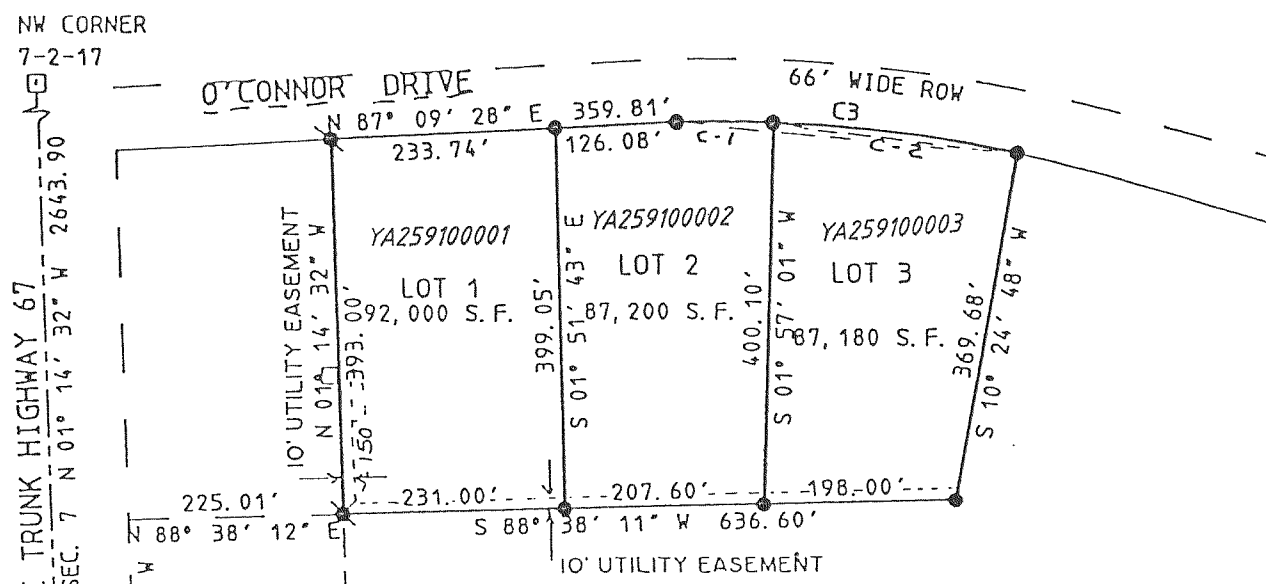 NW CORNER
7-2-17
O'CONNOR DRIVE
66' WIDE ROW
N 87° 09' 28" E 359.81'
233.74'
126.08'
C-1
C3
C-2
TRUNK HIGHWAY 67
SEC. 7 N 01° 14' 32" W 2643.90
10' UTILITY EASEMENT
N 01° 14' 32" W
393.00'
150'
YA259100001
LOT 1
92,000 S.F.
399.05'
S 01° 51' 43" E
YA259100002
LOT 2
87,200 S.F.
400.10'
S 01° 57' 01" W
YA259100003
LOT 3
87,180 S.F.
369.68'
S 10° 24' 48" W
225.01'
N 88° 38' 12" E
231.00'
207.60'
198.00'
S 88° 38' 11" W 636.60'
10' UTILITY EASEMENT
W